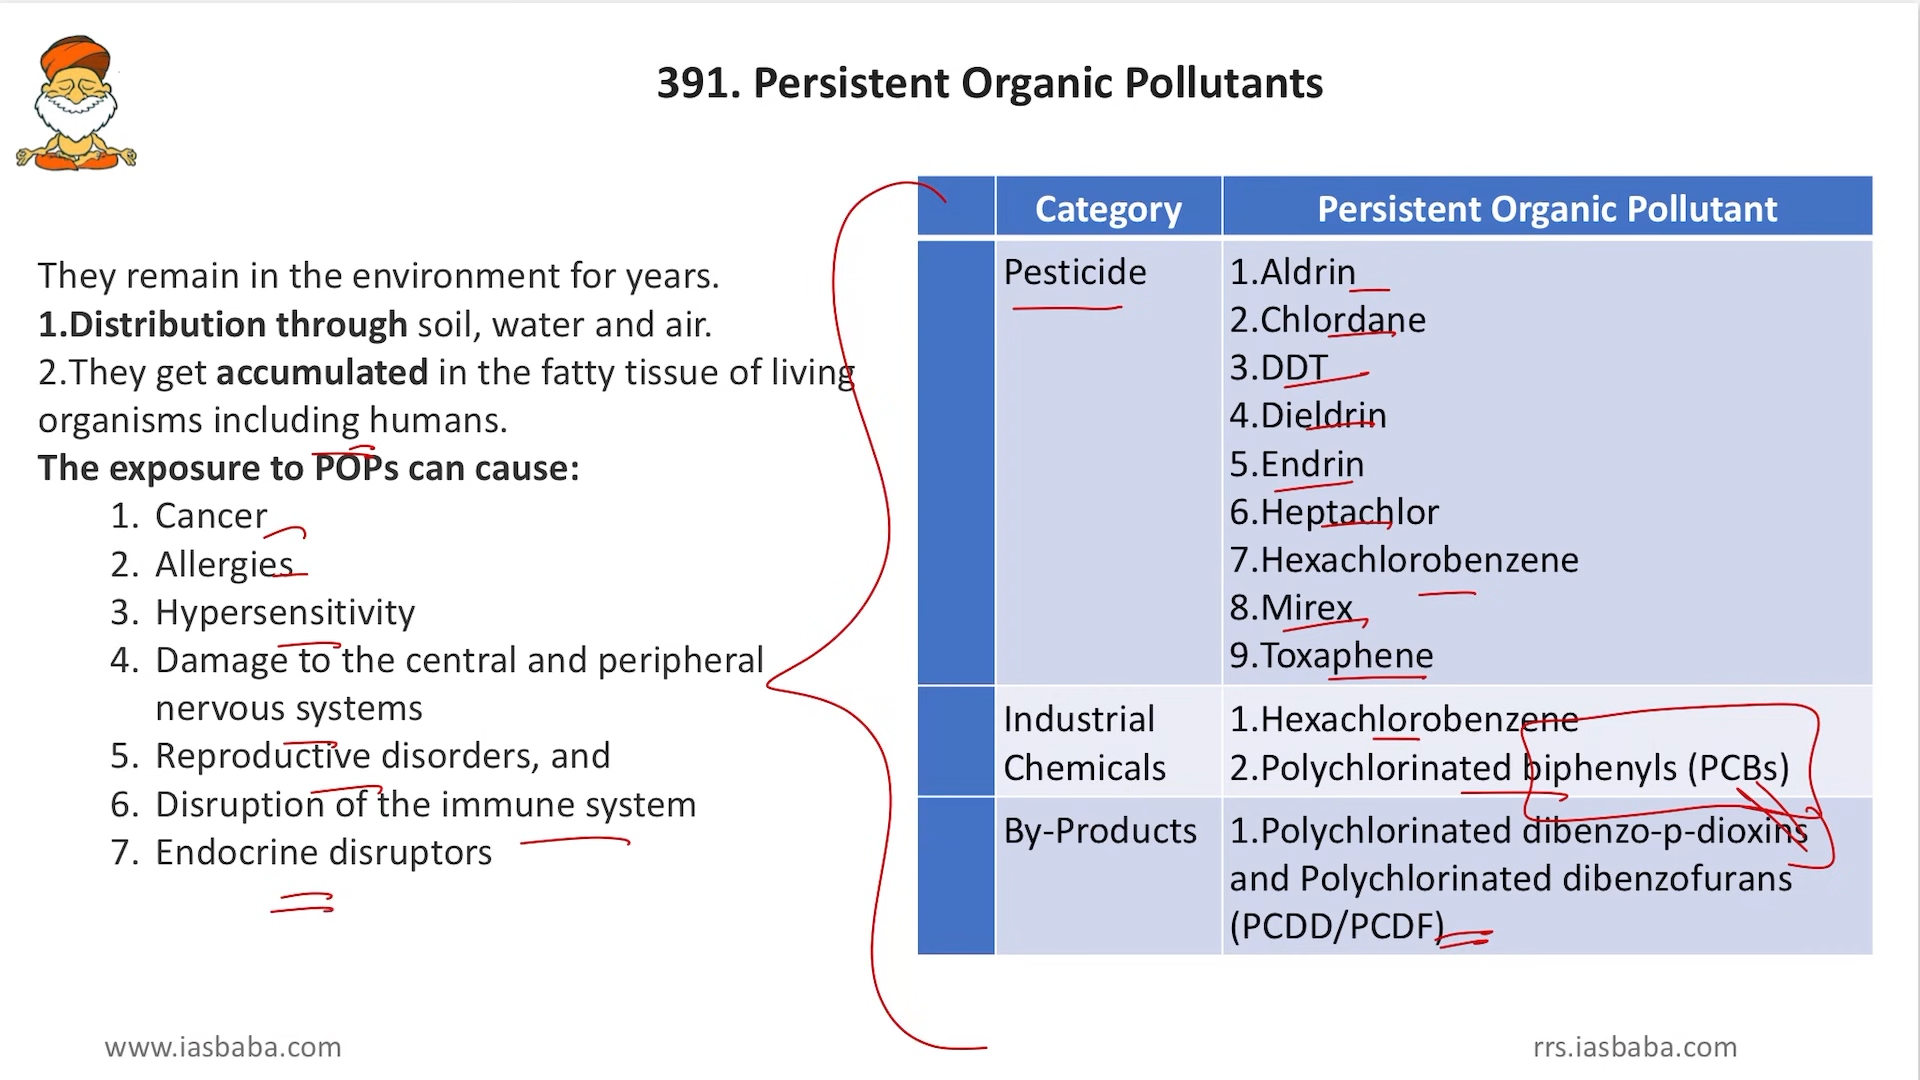 391. Persistent Organic Pollutants
They remain in the environment for years.
1.Distribution through soil, water and air.
2.They get accumulated in the fatty tissue of living
organisms including humans.
The exposure to POPs can cause:
1. Cancer
2. Allergies
3. Hypersensitivity
4. Damage to the central and peripheral
nervous systems
5. Reproductive disorders, and
6. Disruption of the immune system
7. Endocrine disruptors
Category Persistent Organic Pollutant
Pesticide 1.Aldrin
2.Chlordane
3.DDT
4.Dieldrin
5.Endrin
6.Heptachlor
7.Hexachlorobenzene
8.Mirex
9.Toxaphene
Industrial 1.Hexachlorobenzene
Chemicals 2.Polychlorinated biphenyls (PCBs)
By-Products 1.Polychlorinated dibenzo-p-dioxins
and Polychlorinated dibenzofurans
(PCDD/PCDF)
www.iasbaba.com
rrs.iasbaba.com